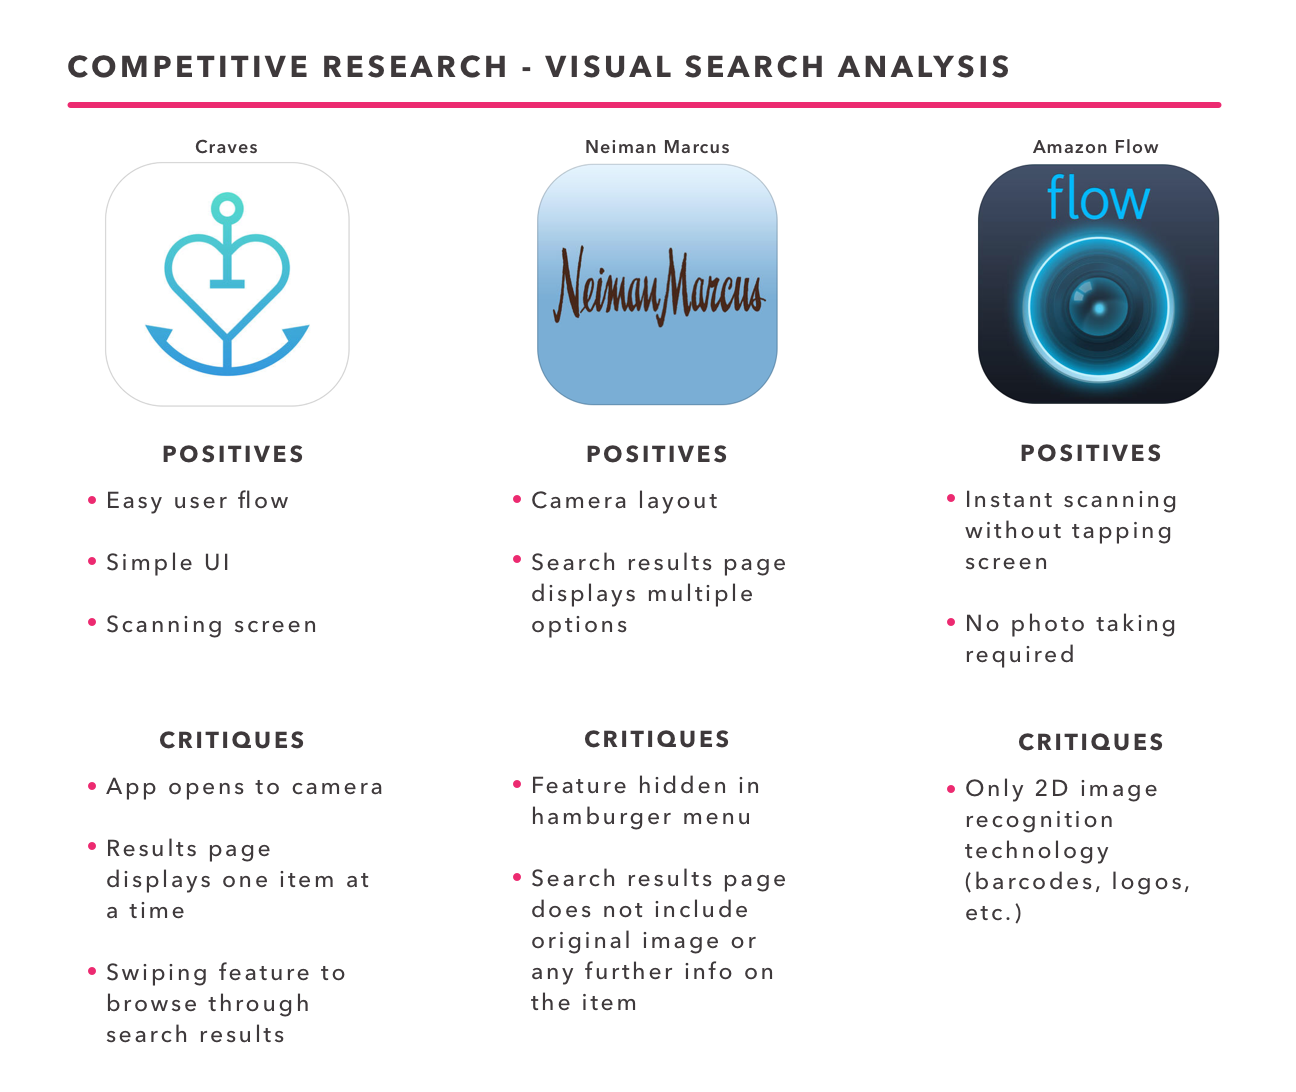 COMPETITIVE RESEARCH - VISUAL SEARCH ANALYSIS
Craves
Neiman Marcus
Amazon Flow
Neiman Marcus
flow
POSITIVES
• Easy user flow
• Simple UI
• Scanning screen
CRITIQUES
• App opens to camera
• Results page
displays one item at
a time
• Swiping feature to
browse through
search results
POSITIVES
• Camera layout
• Search results page
displays multiple
options
CRITIQUES
• Feature hidden in
hamburger menu
• Search results page
does not include
original image or
any further info on
the item
POSITIVES
• Instant scanning
without tapping
screen
• No photo taking
required
CRITIQUES
• Only 2D image
recognition
technology
(barcodes, logos,
etc.)